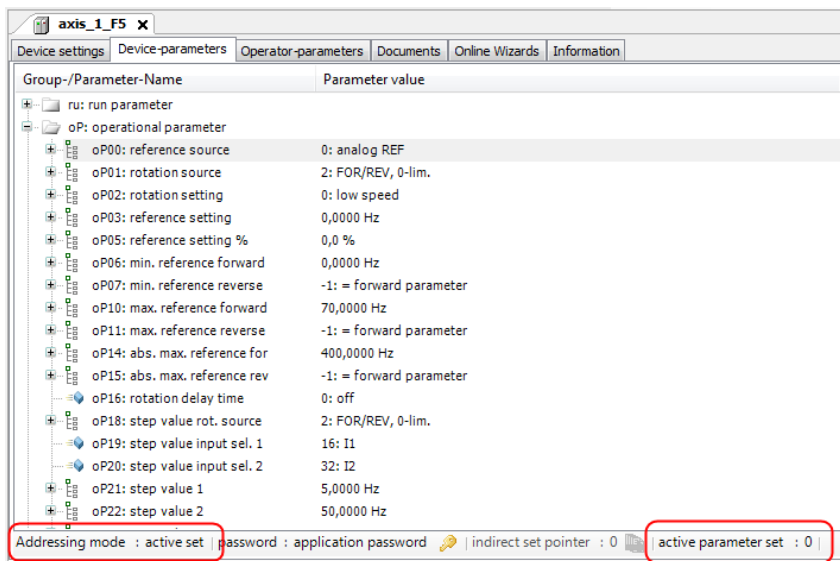 axis_1_F5 X
Device settings Device-parameters Operator-parameters Documents Online Wizards Information
Group-/Parameter-Name Parameter value
ru: run parameter
oP: operational parameter
oP00: reference source 0: analog REF
oP01: rotation source 2: FOR/REV, 0-lim.
oP02: rotation setting 0: low speed
oP03: reference setting 0,0000 Hz
oP05: reference setting % 0,0 %
oP06: min. reference forward 0,0000 Hz
oP07: min. reference reverse -1: = forward parameter
oP10: max. reference forward 70,0000 Hz
oP11: max. reference reverse -1: = forward parameter
oP14: abs. max. reference for 400,0000 Hz
oP15: abs. max. reference rev -1: = forward parameter
oP16: rotation delay time 0: off
oP18: step value rot. source 2: FOR/REV, 0-lim.
oP19: step value input sel. 1 16: I1
oP20: step value input sel. 2 32: I2
oP21: step value 1 5,0000 Hz
oP22: step value 2 50,0000 Hz
Addressing mode : active set | password : application password | indirect set pointer : 0 | active parameter set : 0 |